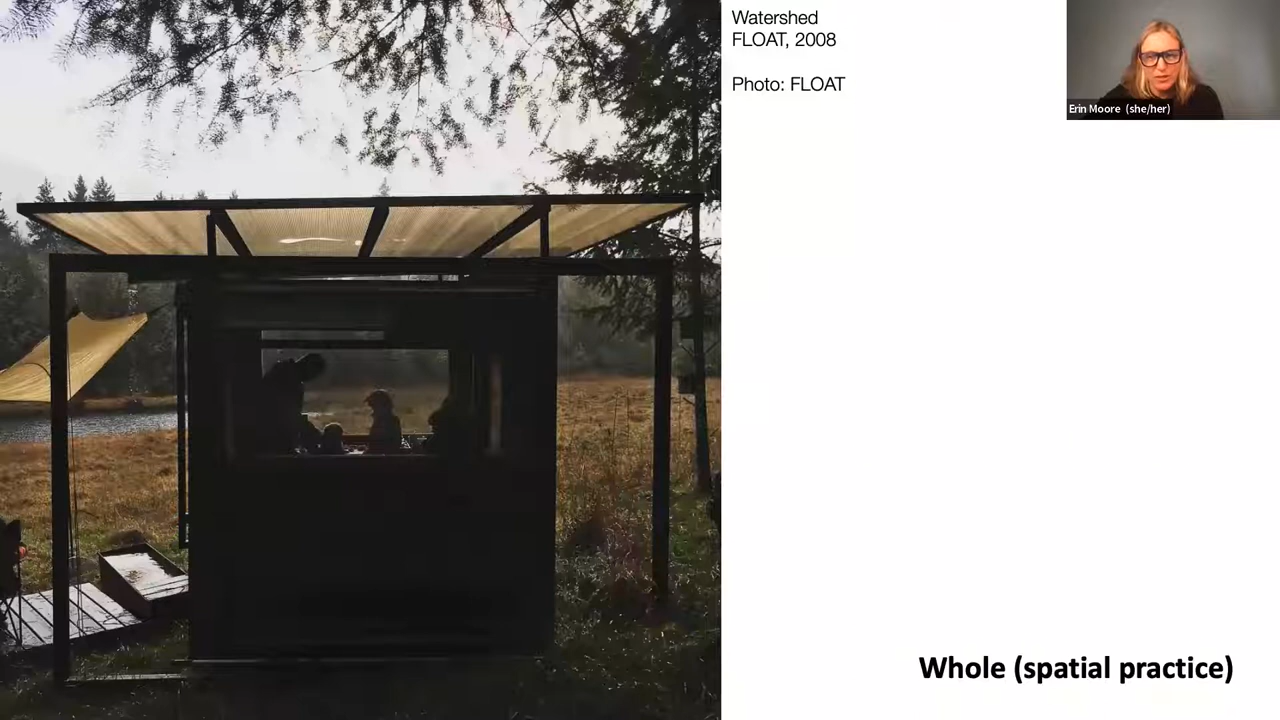 Watershed
FLOAT, 2008
Photo: FLOAT
Erin Moore (she/her)
Whole (spatial practice)